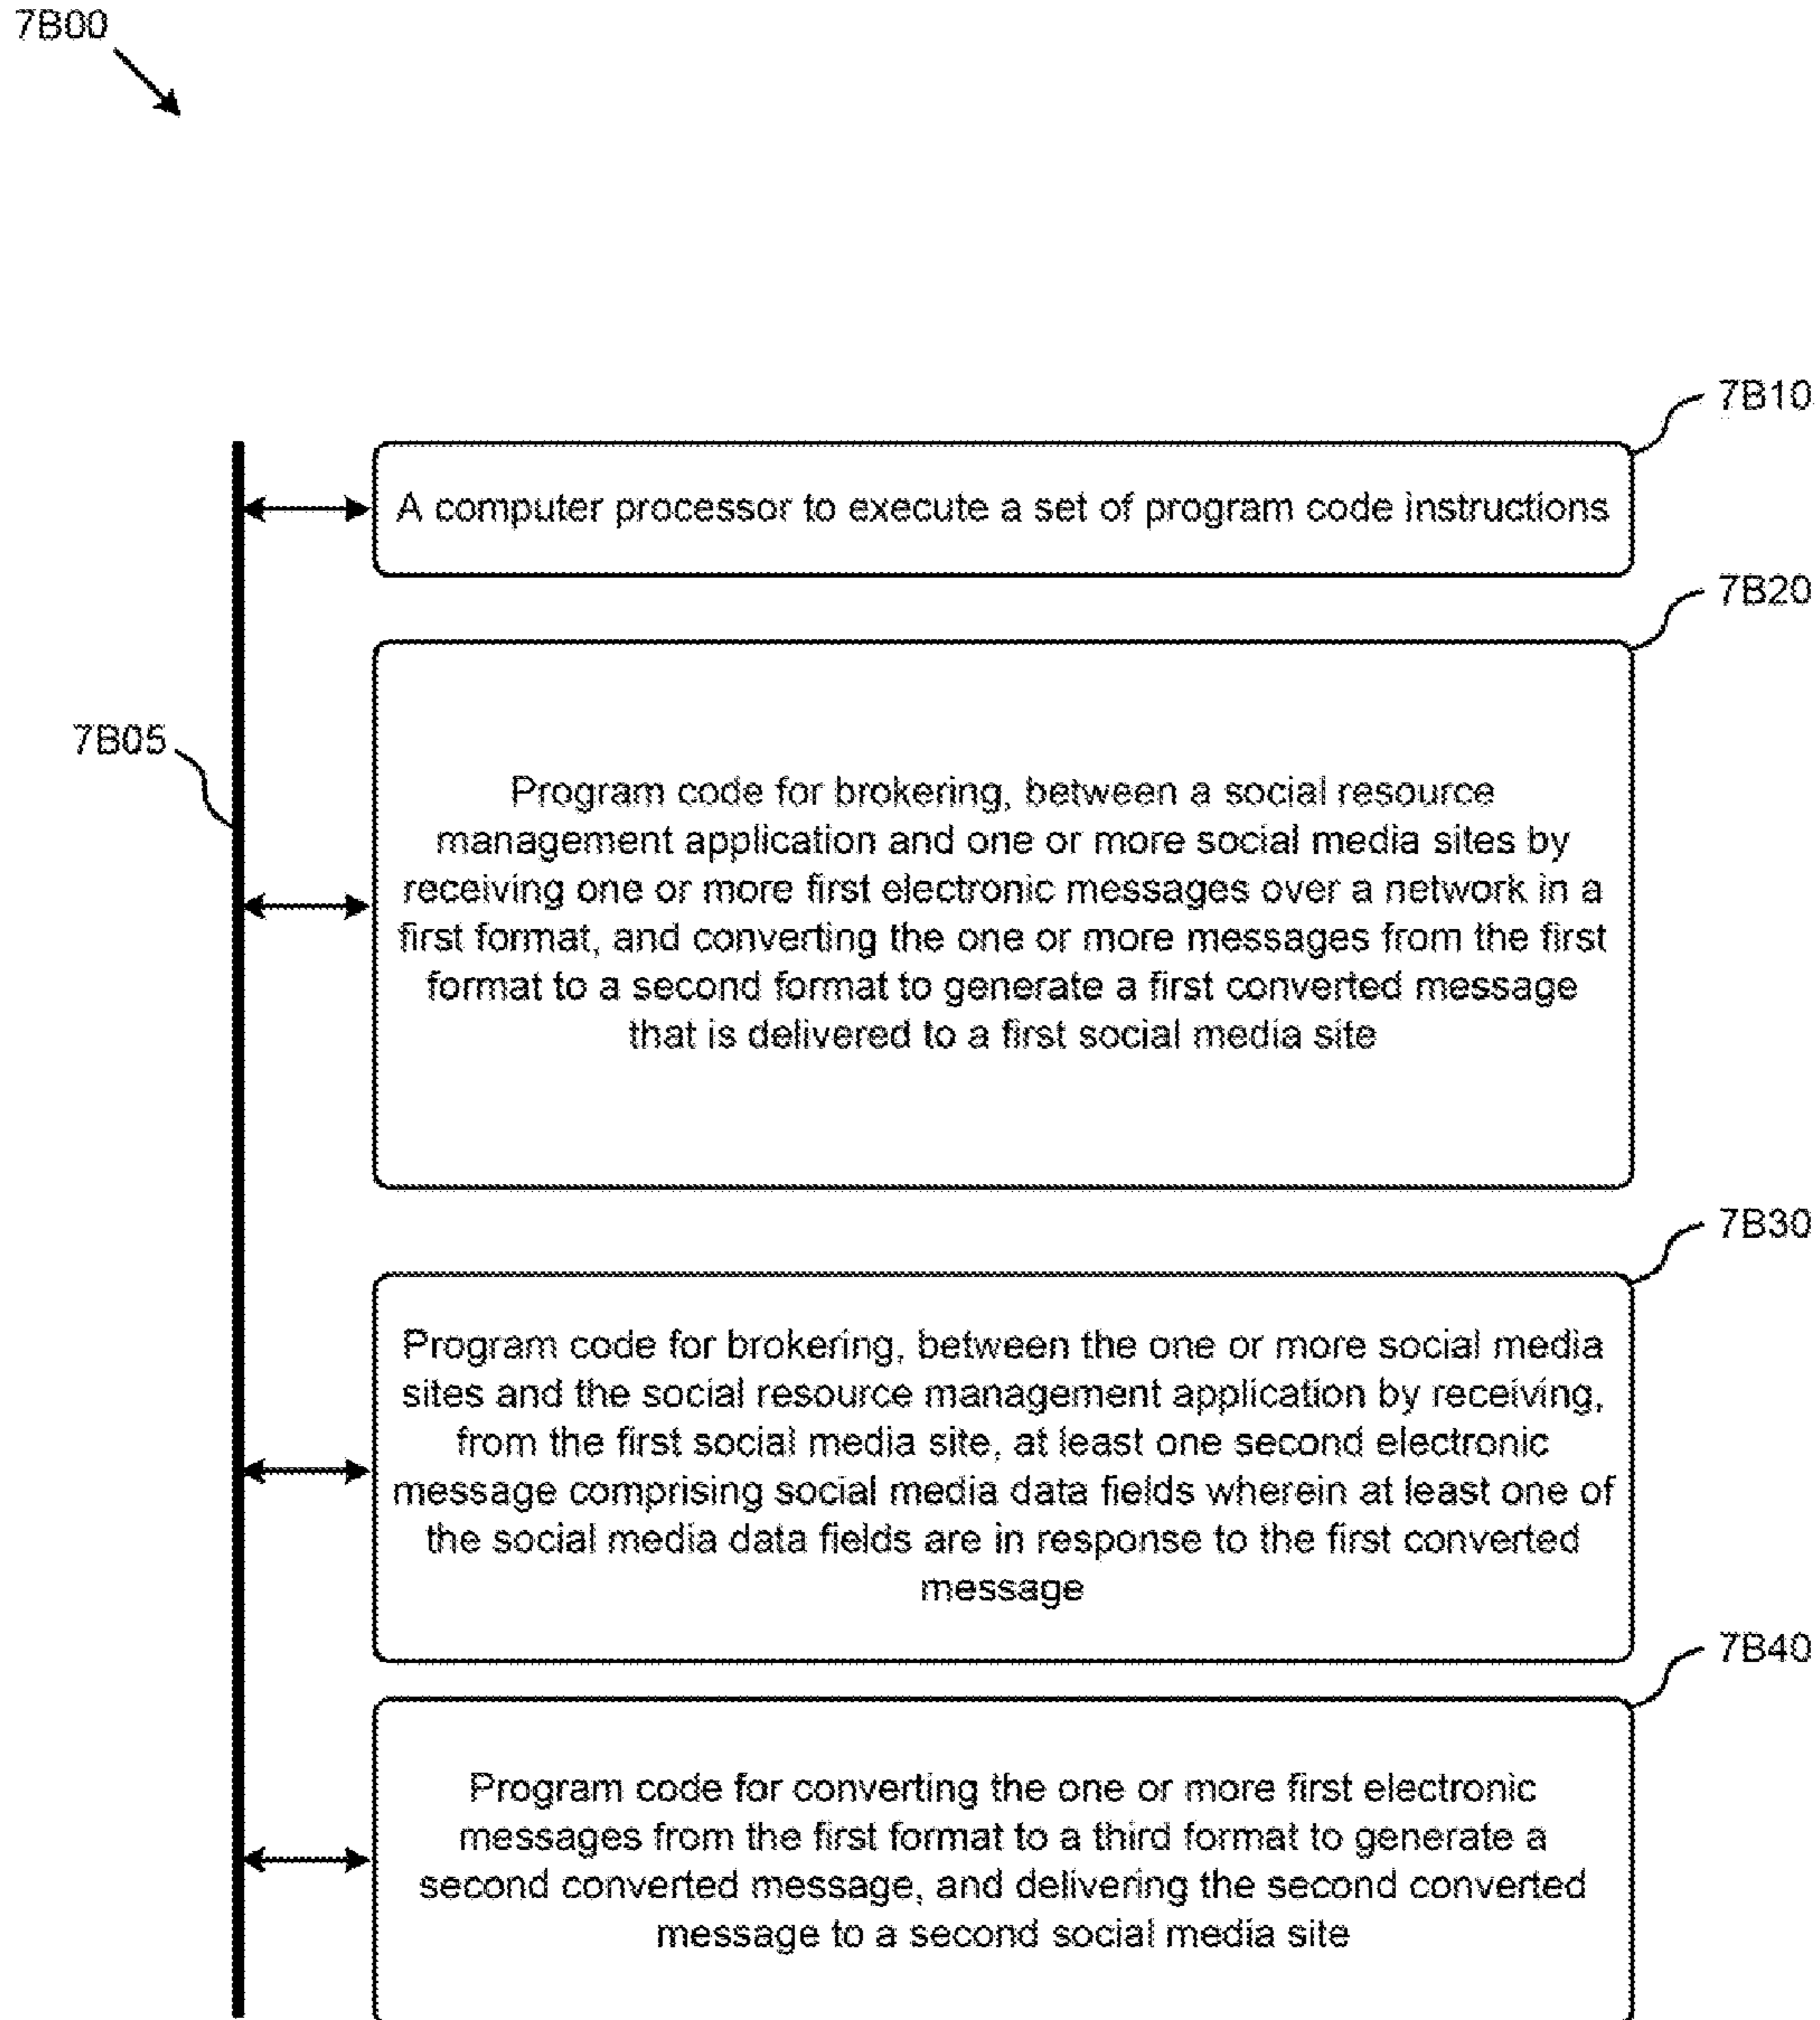 7B00
7B10
A computer processor to execute a set of program code instructions
7B20
7B05
Program code for brokering, between a social resource
management application and one or more social media sites by
receiving one or more first electronic messages over a network in a
first format, and converting the one or more messages from the first
format to a second format to generate a first converted message
that is delivered to a first social media site
7B30
Program code for brokering, between the one or more social media
sites and the social resource management application by receiving,
from the first social media site, at least one second electronic
message comprising social media data fields wherein at least one of
the social media data fields are in response to the first converted
message
7B40
Program code for converting the one or more first electronic
messages from the first format to a third format to generate a
second converted message, and delivering the second converted
message to a second social media site